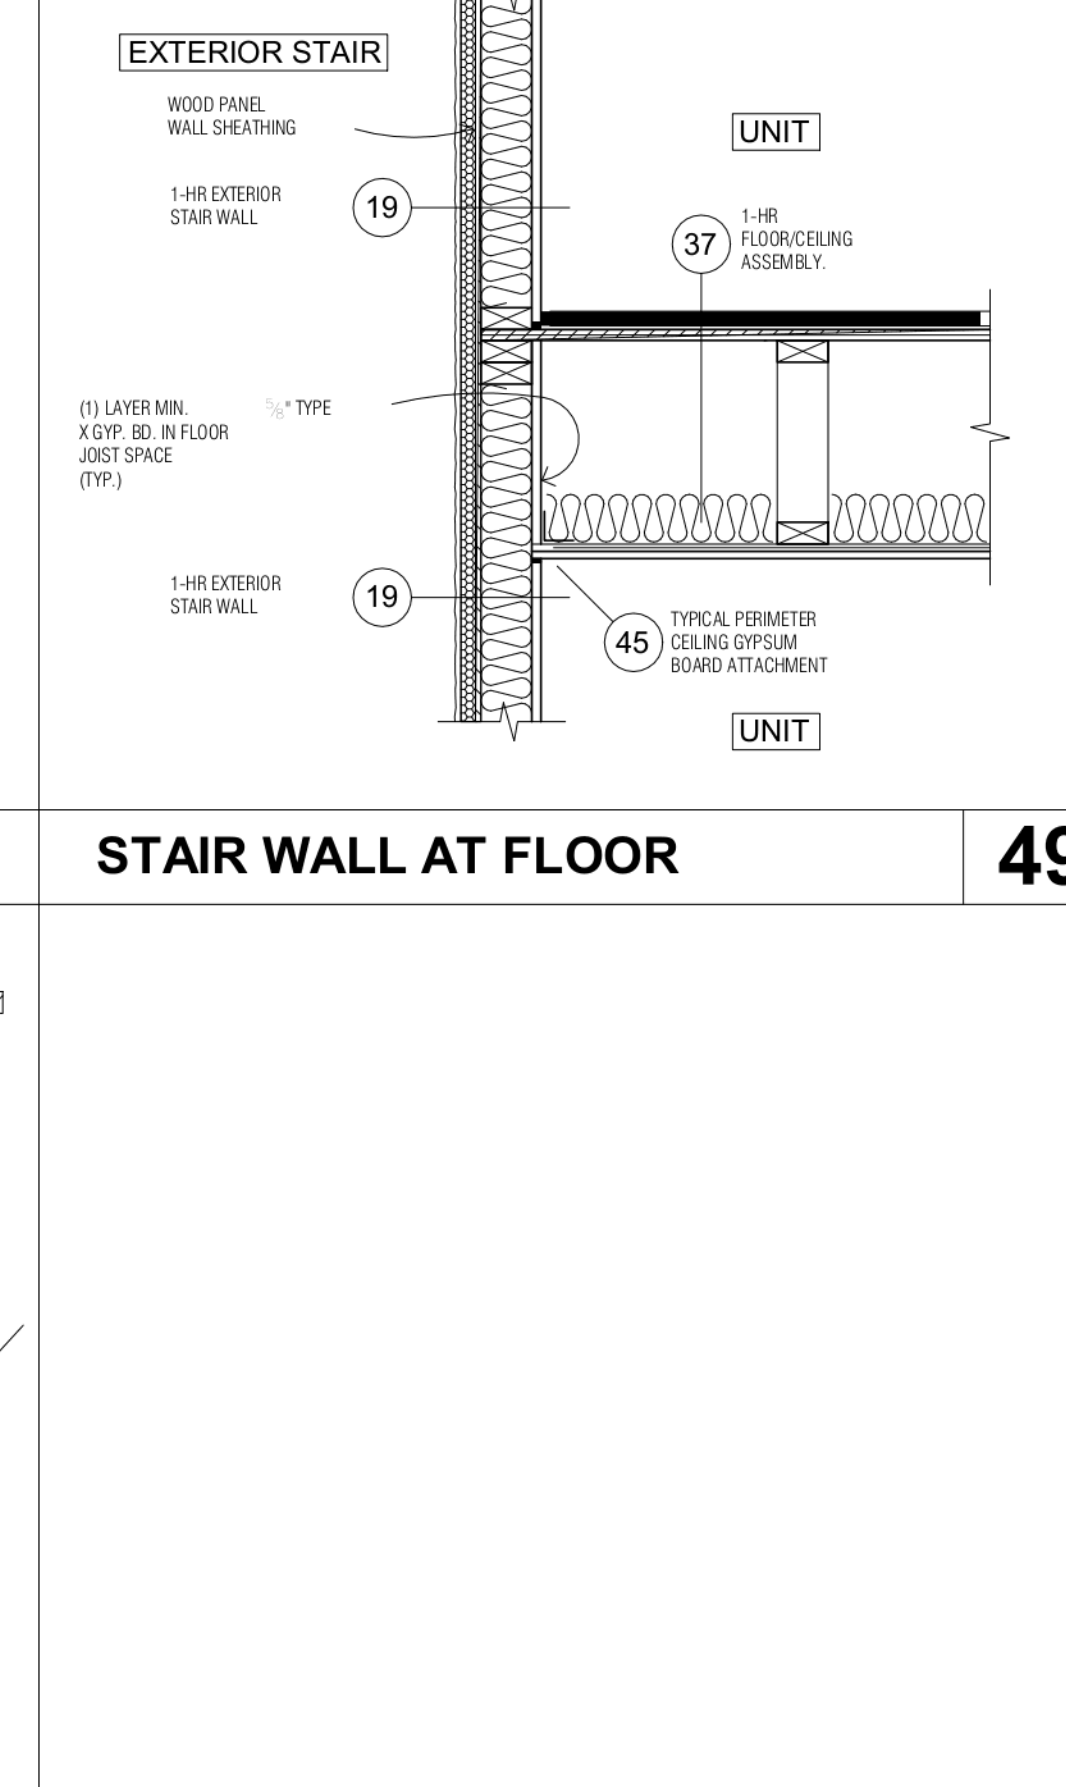 EXTERIOR STAIR
WOOD PANEL
WALL SHEATHING
UNIT
1-HR EXTERIOR
STAIR WALL
19
37
1-HR
FLOOR/CEILING
ASSEMBLY.
(1) LAYER MIN. 5/8" TYPE
X GYP. BD. IN FLOOR
JOIST SPACE
(TYP.)
1-HR EXTERIOR
STAIR WALL
19
45
TYPICAL PERIMETER
CEILING GYPSUM
BOARD ATTACHMENT
UNIT
STAIR WALL AT FLOOR
49